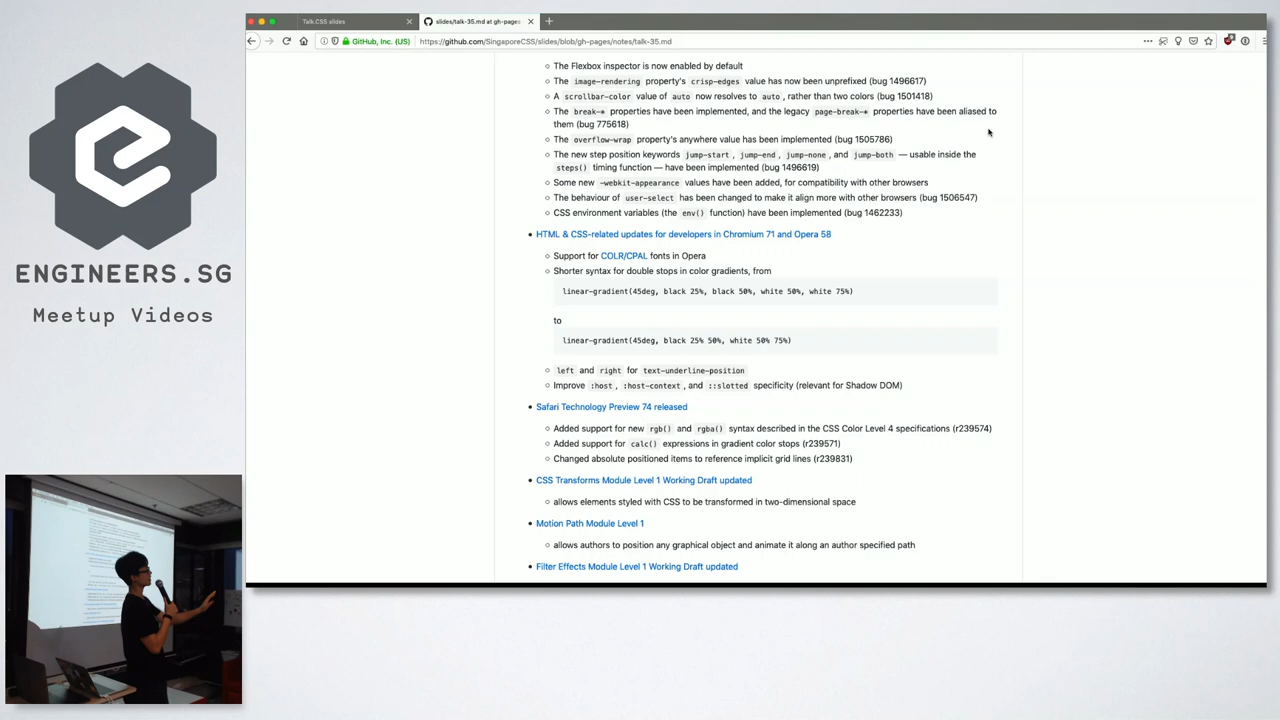 Talk.CSS slides
slides/talk-35.md at gh-pages
GitHub, Inc. (US)
https://github.com/SingaporeCSS/slides/blob/gh-pages/notes/talk-35.md
The Flexbox inspector is now enabled by default
The image-rendering property's crisp-edges value has now been unprefixed (bug 1496617)
A scrollbar-color value of auto now resolves to auto, rather than two colors (bug 1501418)
The break-* properties have been implemented, and the legacy page-break-* properties have been aliased to
them (bug 775618)
The overflow-wrap property's anywhere value has been implemented (bug 1505786)
The new step position keywords jump-start, jump-end, jump-none, and jump-both — usable inside the
steps() timing function — have been implemented (bug 1496619)
Some new -webkit-appearance values have been added, for compatibility with other browsers
The behaviour of user-select has been changed to make it align more with other browsers (bug 1506547)
CSS environment variables (the env() function) have been implemented (bug 1462233)
HTML & CSS-related updates for developers in Chromium 71 and Opera 58
Support for COLR/CPAL fonts in Opera
Shorter syntax for double stops in color gradients, from
linear-gradient(45deg, black 25%, black 50%, white 50%, white 75%)
to
linear-gradient(45deg, black 25% 50%, white 50% 75%)
left and right for text-underline-position
Improve :host, :host-context, and ::slotted specificity (relevant for Shadow DOM)
Safari Technology Preview 74 released
Added support for new rgb() and rgba() syntax described in the CSS Color Level 4 specifications (r239574)
Added support for calc() expressions in gradient color stops (r239571)
Changed absolute positioned items to reference implicit grid lines (r239831)
CSS Transforms Module Level 1 Working Draft updated
allows elements styled with CSS to be transformed in two-dimensional space
Motion Path Module Level 1
allows authors to position any graphical object and animate it along an author specified path
Filter Effects Module Level 1 Working Draft updated
ENGINEERS.SG
Meetup Videos